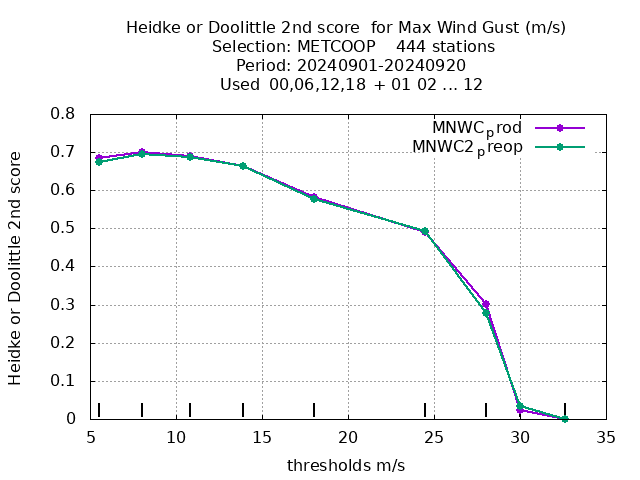 Heidke or Doolittle 2nd score  for Max Wind Gust (m/s)
Selection: METCOOP    444 stations
Period: 20240901-20240920
Used  00,06,12,18  + 01 02 ... 12
MNWC_prod
MNWC2_preop
Heidke or Doolittle 2nd score
0.8
0.7
0.6
0.5
0.4
0.3
0.2
0.1
0
5 10 15 20 25 30 35
thresholds m/s